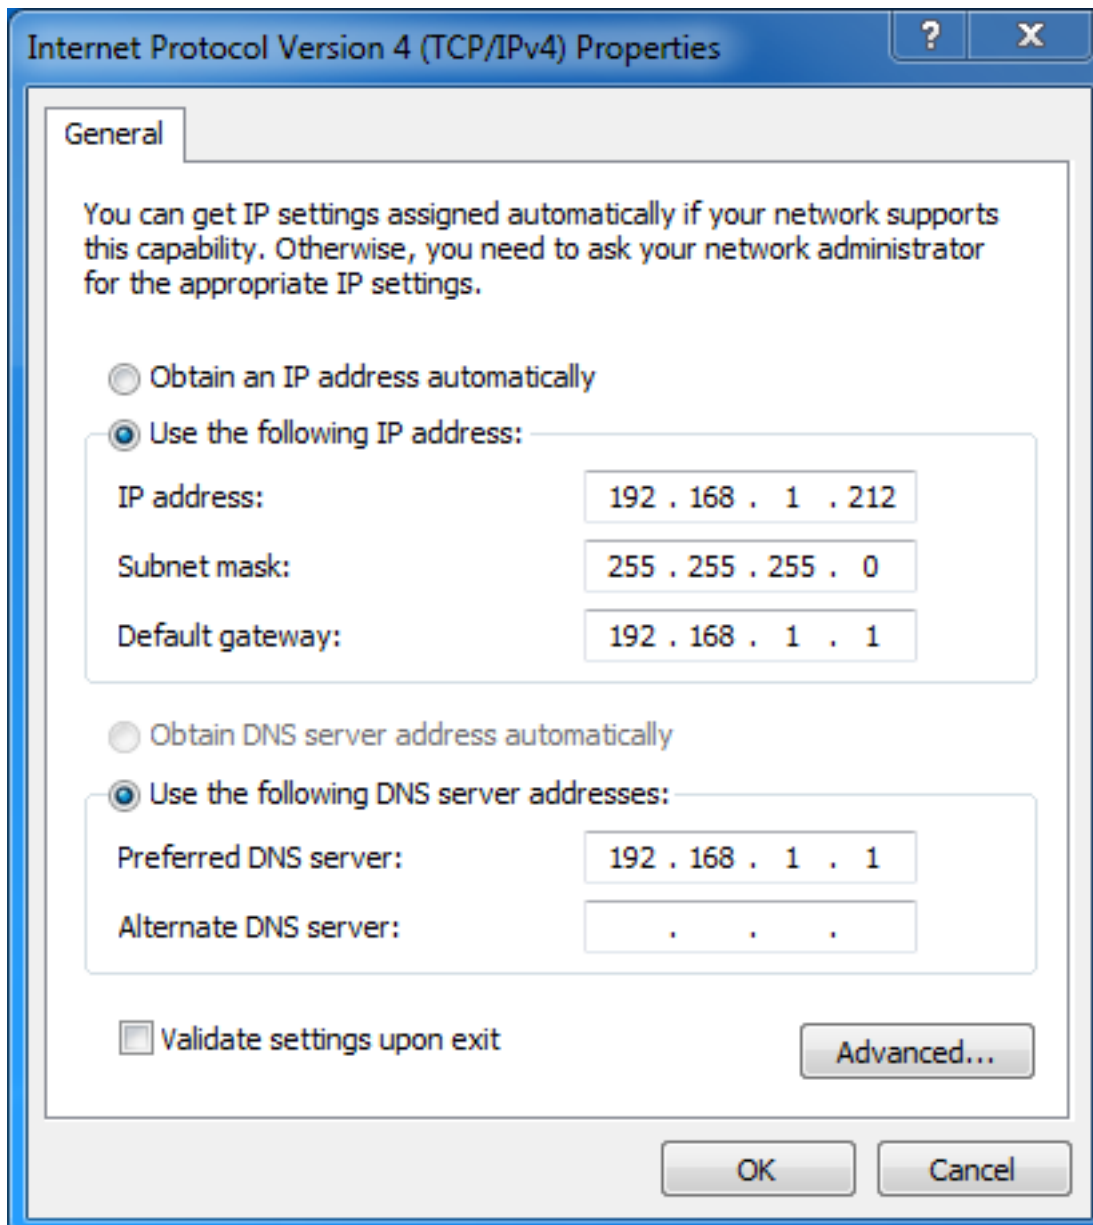 Internet Protocol Version 4 (TCP/IPv4) Properties
?
X
General
You can get IP settings assigned automatically if your network supports
this capability. Otherwise, you need to ask your network administrator
for the appropriate IP settings.
Obtain an IP address automatically
Use the following IP address:
IP address: 192 . 168 . 1 . 212
Subnet mask: 255 . 255 . 255 . 0
Default gateway: 192 . 168 . 1 . 1
Obtain DNS server address automatically
Use the following DNS server addresses:
Preferred DNS server: 192 . 168 . 1 . 1
Alternate DNS server: . . .
Validate settings upon exit
Advanced...
OK Cancel